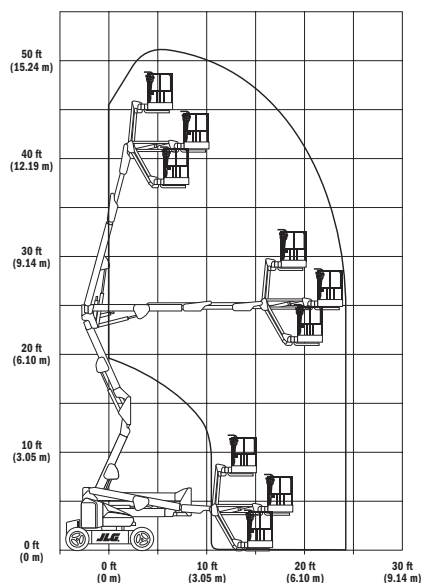 50 ft
(15.24 m)
40 ft
(12.19 m)
30 ft
(9.14 m)
20 ft
(6.10 m)
10 ft
(3.05 m)
0 ft
(0 m)
JLG
0 ft
(0 m)
10 ft
(3.05 m)
20 ft
(6.10 m)
30 ft
(9.14 m)